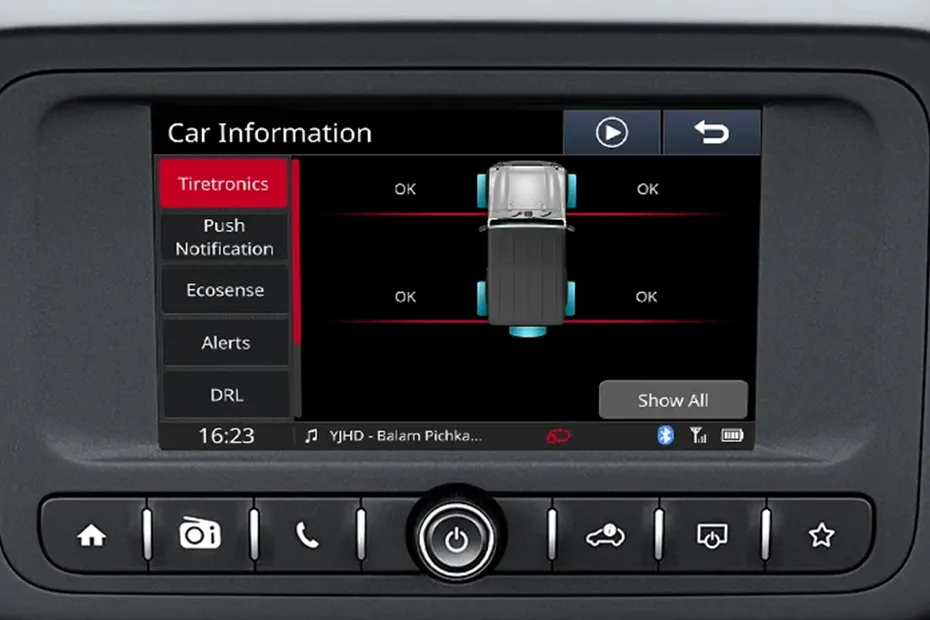 Car Information
Tiretronics
Push
Notification
Ecosense
Alerts
DRL
OK
OK
OK
OK
Show All
16:23
YJHD - Balam Pichka...